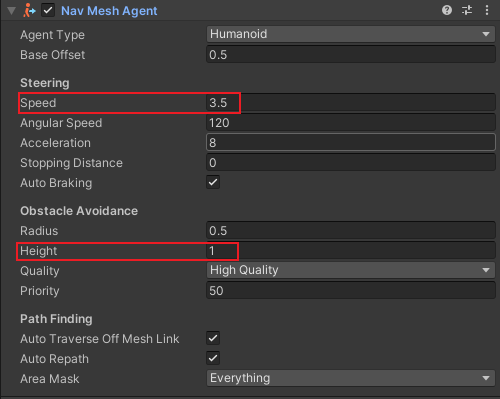 Nav Mesh Agent
Agent Type Humanoid
Base Offset 0.5
Steering
Speed 3.5
Angular Speed 120
Acceleration 8
Stopping Distance 0
Auto Braking
Obstacle Avoidance
Radius 0.5
Height 1
Quality High Quality
Priority 50
Path Finding
Auto Traverse Off Mesh Link
Auto Repath
Area Mask Everything